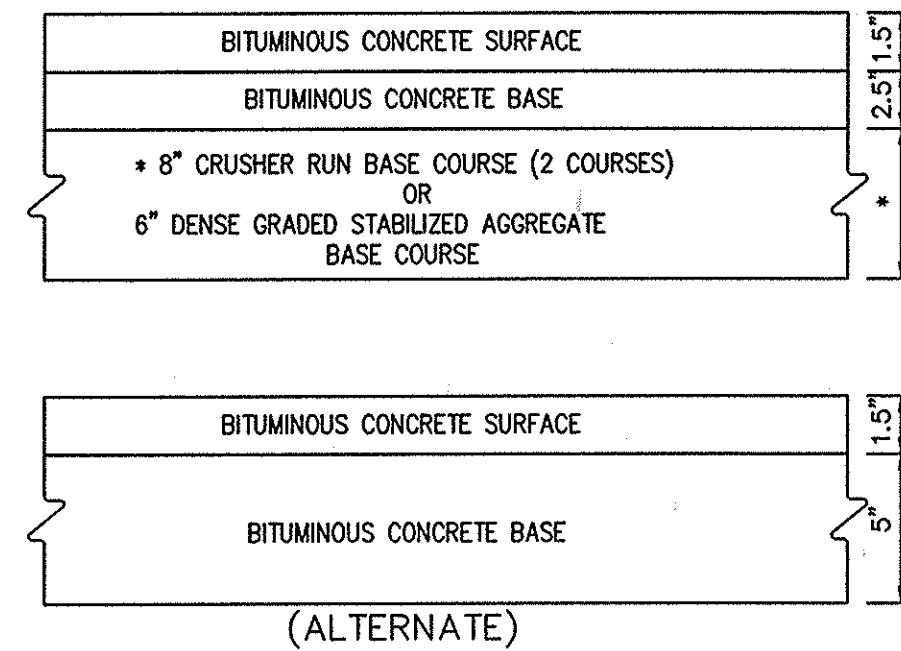 BITUMINOUS CONCRETE SURFACE
1.5"
BITUMINOUS CONCRETE BASE
2.5"
* 8" CRUSHER RUN BASE COURSE (2 COURSES)
OR
6" DENSE GRADED STABILIZED AGGREGATE
BASE COURSE
*
BITUMINOUS CONCRETE SURFACE
1.5"
BITUMINOUS CONCRETE BASE
5"
(ALTERNATE)